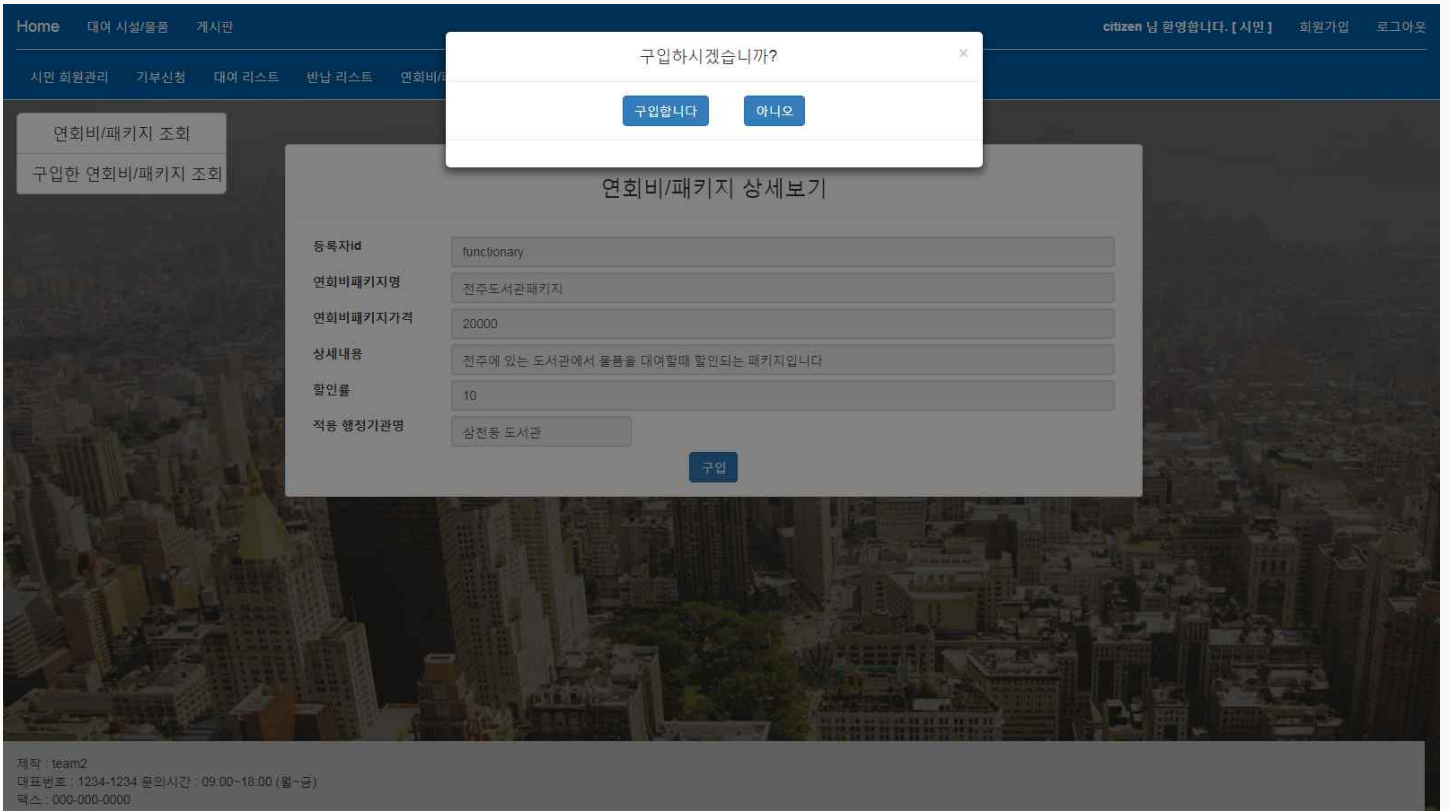 Home 대여 시설/물품 게시판 citizen 님 환영합니다. [ 시민 ] 회원가입 로그아웃
구입하시겠습니까? ×
시민 회원관리 기부신청 대여 리스트 반납 리스트 연회비/
구입합니다 아니오
연회비/패키지 조회
구입한 연회비/패키지 조회
연회비/패키지 상세보기
등록자id functionary
연회비패키지명 전주도서관패키지
연회비패키지가격 20000
상세내용 전주에 있는 도서관에서 물품을 대여할때 할인되는 패키지입니다
할인률 10
적용 행정기관명 삼천동 도서관
구입
제작 : team2
대표번호 : 1234-1234 문의시간 : 09:00~18:00 (월~금)
팩스 : 000-000-0000